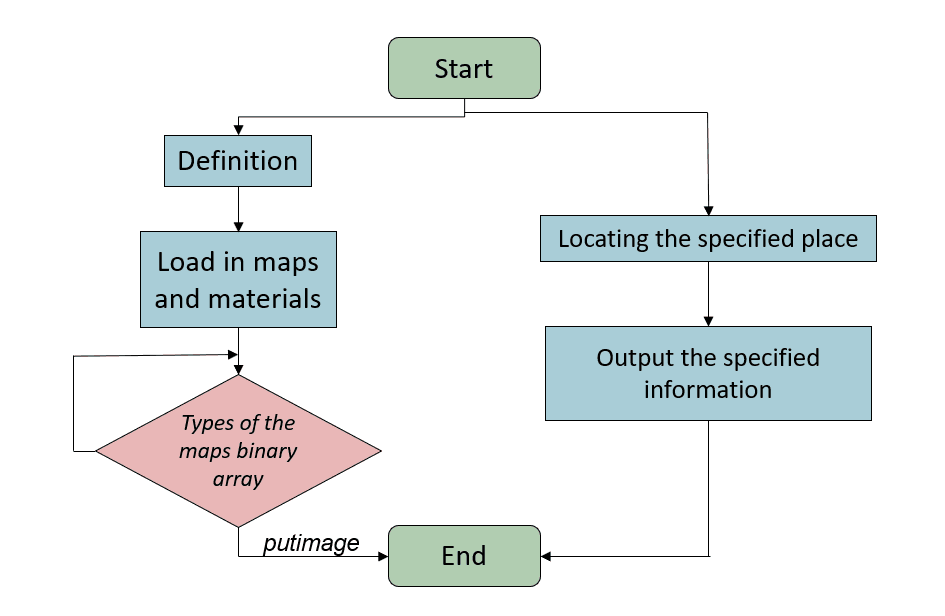 Start
Definition
Load in maps
and materials
Types of the
maps binary
array
putimage
Locating the specified place
Output the specified
information
End